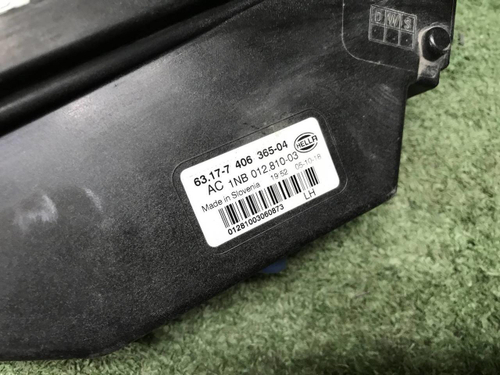 O W S
63.17-7 406 365-04
AC 1NB 012.810-03
HELLA
Made in Slovenia 19:52 05-10-18
01281003060873
LH